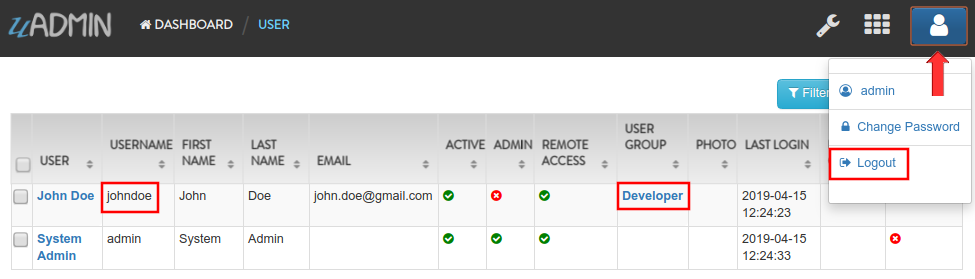 uADMIN
DASHBOARD / USER
Filter
admin
Change Password
Logout
USER
USERNAME
FIRST
NAME
LAST
NAME
EMAIL
ACTIVE
ADMIN
REMOTE
ACCESS
USER
GROUP
PHOTO
LAST LOGIN
John Doe johndoe John Doe john.doe@gmail.com Developer 2019-04-15
12:24:23
System admin System Admin 2019-04-15
Admin 12:24:33